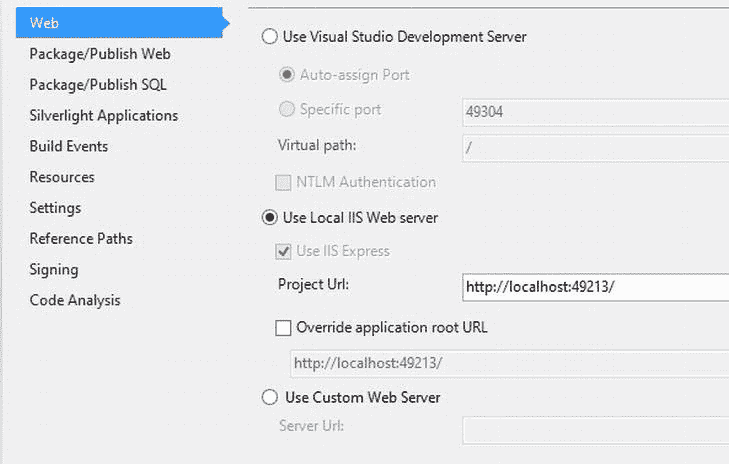 Web
Package/Publish Web
Package/Publish SQL
Silverlight Applications
Build Events
Resources
Settings
Reference Paths
Signing
Code Analysis
Use Visual Studio Development Server
Auto-assign Port
Specific port
49304
Virtual path:
/
NTLM Authentication
Use Local IIS Web server
Use IIS Express
Project Url:
http://localhost:49213/
Override application root URL
http://localhost:49213/
Use Custom Web Server
Server Url: